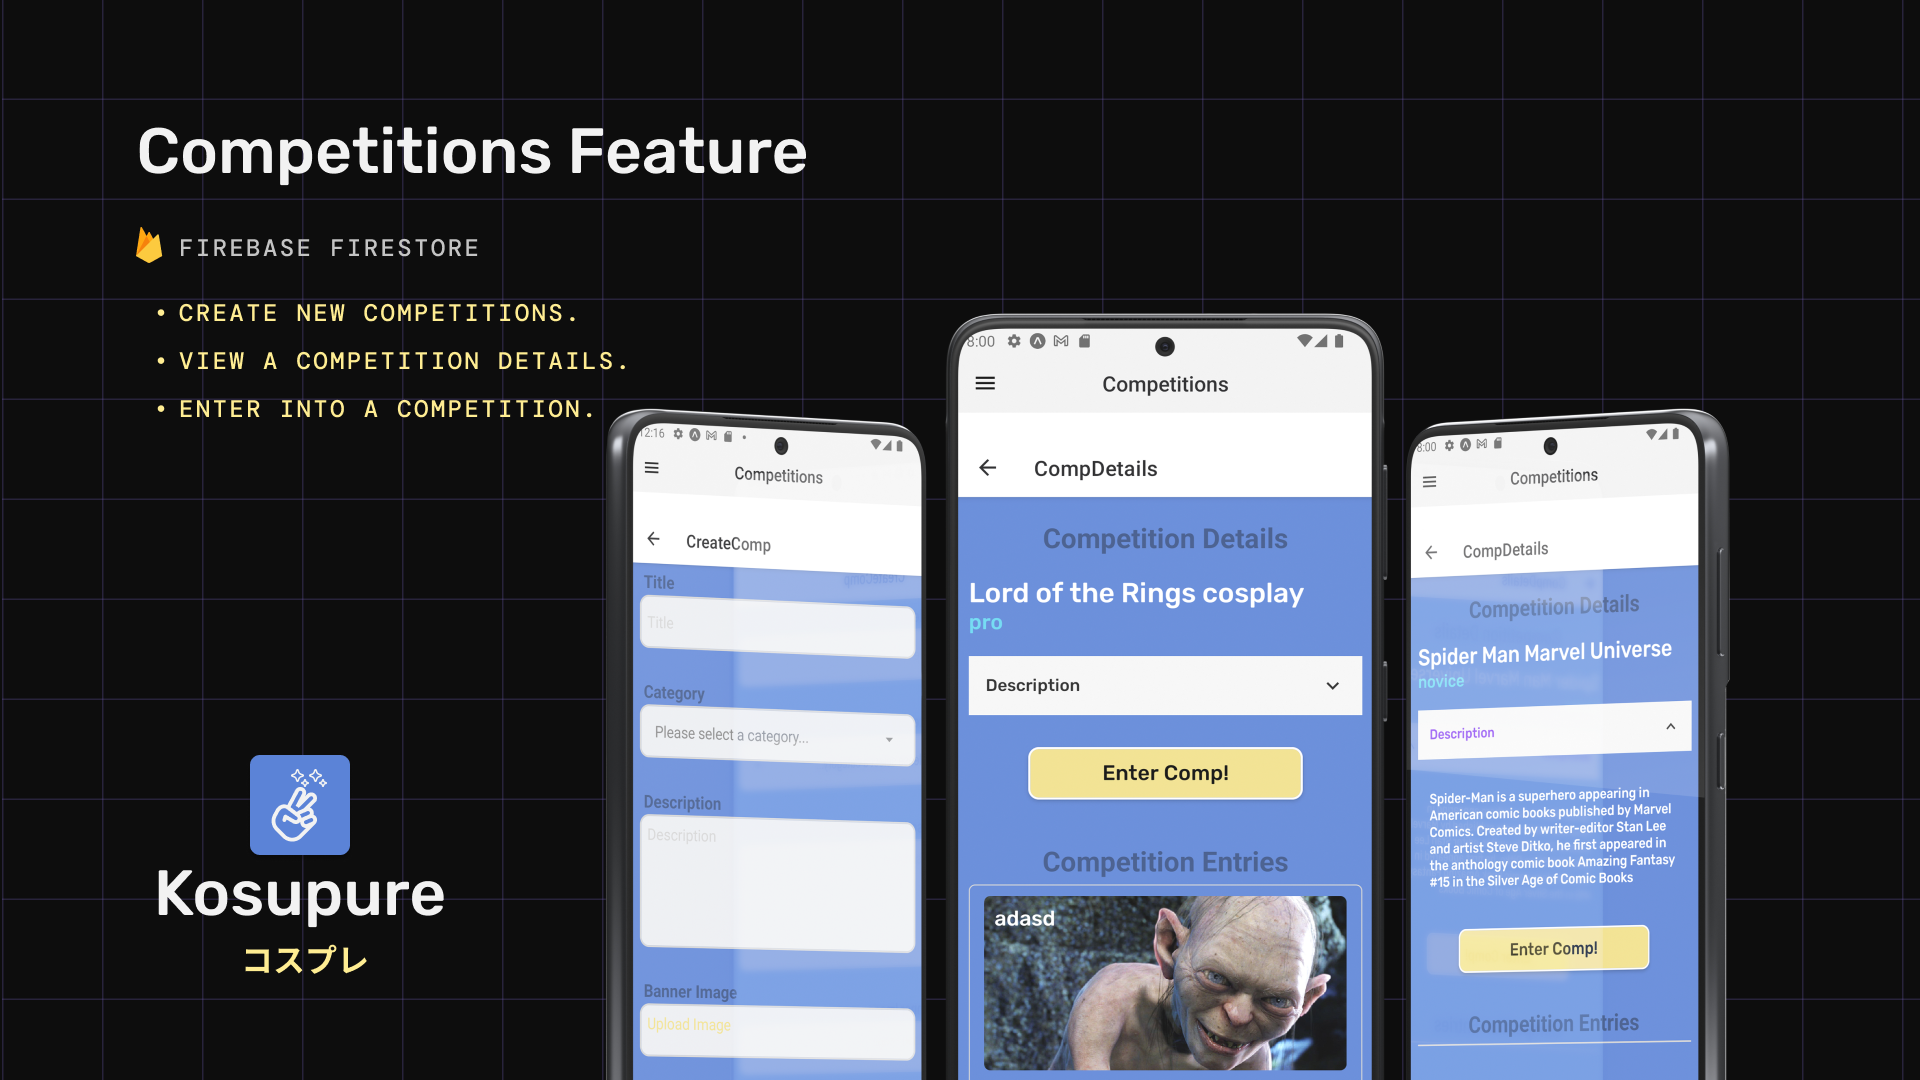 Competitions Feature
FIREBASE FIRESTORE
• CREATE NEW COMPETITIONS.
• VIEW A COMPETITION DETAILS.
• ENTER INTO A COMPETITION.
Kosupure
コスプレ
12:16
Competitions
CreateComp
Title
Title
Category
Please select a category...
Description
Description
Banner Image
Upload Image
8:00
Competitions
CompDetails
Competition Details
Lord of the Rings cosplay
pro
Description
Enter Comp!
Competition Entries
adasd
8:00
Competitions
CompDetails
Competition Details
Spider Man Marvel Universe
novice
Description
Spider-Man is a superhero appearing in
American comic books published by Marvel
Comics. Created by writer-editor Stan Lee
and artist Steve Ditko, he first appeared in
the anthology comic book Amazing Fantasy
#15 in the Silver Age of Comic Books
Enter Comp!
Competition Entries